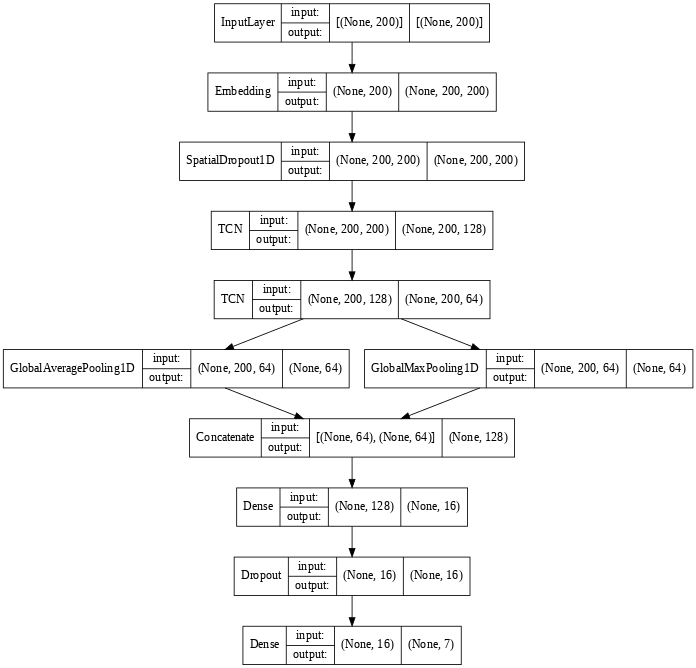 InputLayer input: output: [(None, 200)] [(None, 200)]
Embedding input: output: (None, 200) (None, 200, 200)
SpatialDropout1D input: output: (None, 200, 200) (None, 200, 200)
TCN input: output: (None, 200, 200) (None, 200, 128)
TCN input: output: (None, 200, 128) (None, 200, 64)
GlobalAveragePooling1D input: output: (None, 200, 64) (None, 64)
GlobalMaxPooling1D input: output: (None, 200, 64) (None, 64)
Concatenate input: output: [(None, 64), (None, 64)] (None, 128)
Dense input: output: (None, 128) (None, 16)
Dropout input: output: (None, 16) (None, 16)
Dense input: output: (None, 16) (None, 7)